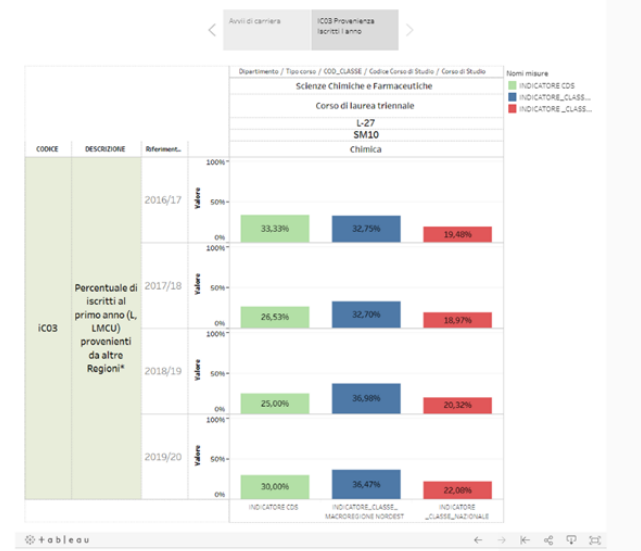 Avvii di carriera
iC03:Provenienza
Iscritti I anno
Dipartimento / Tipo corso / COD_CLASSE / Codice Corso di Studio / Corso di Studio
Nomi misure
Scienze Chimiche e Farmaceutiche
INDICATORE CDS
INDICATORE_CLASS...
INDICATORE _CLASS...
Corso di laurea triennale
L-27
SM10
CODICE
DESCRIZIONE
Riferiment..
Chimica
iC03
Percentuale di
iscritti al
primo anno (L,
LMCU)
provenienti
da altre
Regioni*
2016/17
Valore
100%
50%
0%
33,33%
32,75%
19,48%
2017/18
Valore
100%
50%
0%
26,53%
32,70%
18,97%
2018/19
Valore
100%
50%
0%
25,00%
36,98%
20,32%
2019/20
Valore
100%
50%
0%
30,00%
36,47%
22,08%
INDICATORE CDS
INDICATORE_CLASSE_
MACROREGIONE NORDEST
INDICATORE
_CLASSE_NAZIONALE
+ a b l e a u